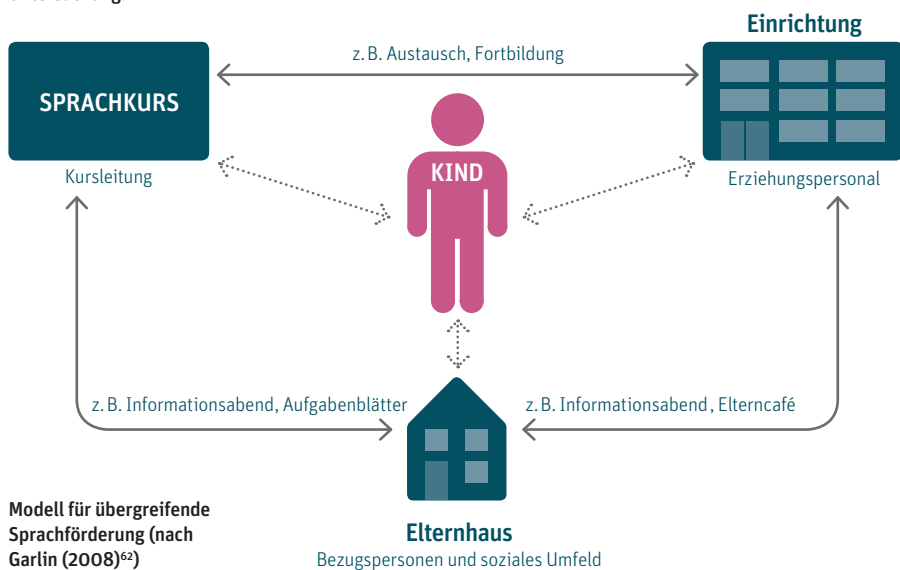 Einrichtung
z. B. Austausch, Fortbildung
SPRACHKURS
KIND
Kursleitung
Erziehungspersonal
z. B. Informationsabend, Aufgabenblätter
z. B. Informationsabend , Elterncafé
Modell für übergreifende
Sprachförderung (nach
Garlin (2008)⁶²)
Elternhaus
Bezugspersonen und soziales Umfeld